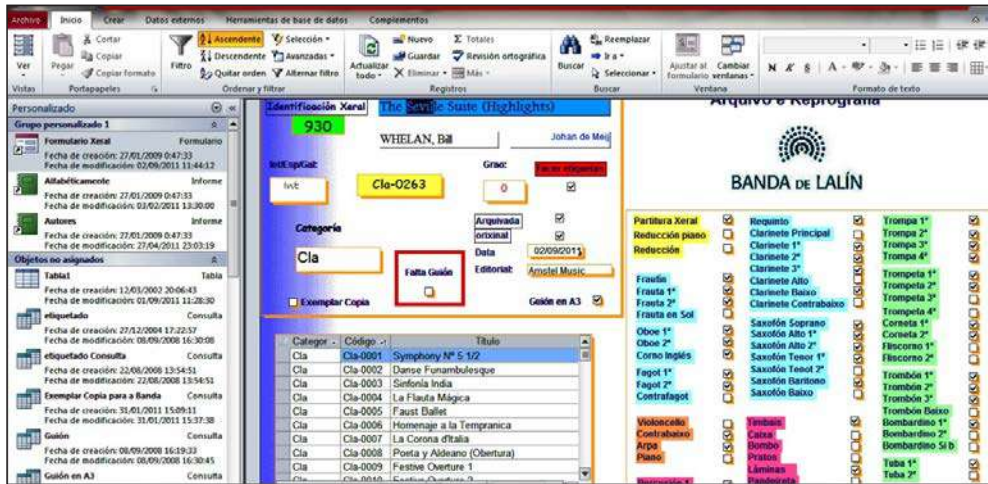 Archivo Inicio Crear Datos externos Herramientas de base de datos Complementos
Ver
Vistas
Pegar
Cortar
Copiar
Copiar formato
Portapapeles
Filtro
Ascendente
Descendente
Quitar orden
Selección
Avanzadas
Alternar filtro
Ordenar y filtrar
Actualizar todo
Nuevo
Guardar
Eliminar
Totales
Revisión ortográfica
Más
Registros
Buscar
Reemplazar
Ir a
Seleccionar
Buscar
Ajustar al formulario
Cambiar ventanas
Ventana
N K S A
Formato de texto
Personalizado
Grupo personalizado 1
Formulario Xeral Formulario
Fecha de creación: 27/01/2009 0:47:33
Fecha de modificación: 02/09/2011 11:44:12
Alfabéticamente Informe
Fecha de creación: 27/01/2009 0:47:33
Fecha de modificación: 03/02/2011 13:30:00
Autores Informe
Fecha de creación: 27/01/2009 0:47:33
Fecha de modificación: 27/04/2011 23:03:19
Objetos no asignados
Tabla1 Tabla
Fecha de creación: 12/03/2002 20:06:43
Fecha de modificación: 01/09/2011 11:28:30
etiquetado Consulta
Fecha de creación: 27/12/2004 17:22:57
Fecha de modificación: 08/09/2008 16:30:08
etiquetado Consulta Consulta
Fecha de creación: 22/08/2008 13:54:51
Fecha de modificación: 22/08/2008 13:54:51
Exemplar Copia para a Banda Consulta
Fecha de creación: 31/01/2011 15:09:11
Fecha de modificación: 31/01/2011 15:37:38
Guión Consulta
Fecha de creación: 08/09/2008 16:19:33
Fecha de modificación: 08/09/2008 16:30:45
Guión en A3 Consulta
Identificación Xeral The Seville Suite (Highlights)
930
WHELAN, Bill Johan de Meij
Int/Esp/Gal:
Int
Cla-0263
Grao:
0
Categoría
Cla
Falta Guión
Arquivada
orixinal
Data 02/09/2011
Editorial: Amstel Music
Exemplar Copia
Guión en A3
Categor Código Título
Cla Cla-0001 Symphony Nº 5 1/2
Cla Cla-0002 Danse Funambulesque
Cla Cla-0003 Sinfonía India
Cla Cla-0004 La Flauta Mágica
Cla Cla-0005 Faust Ballet
Cla Cla-0006 Homenaje a la Tempranica
Cla Cla-0007 La Corona d'Italia
Cla Cla-0008 Poeta y Aldeano (Obertura)
Cla Cla-0009 Festive Overture 1
Cla Cla-0010 Festive Overture 2
Arquivo e Reprografía
BANDA DE LALÍN
Partitura Xeral
Reducción piano
Reducción
Frautín
Frauta 1ª
Frauta 2ª
Frauta en Sol
Oboe 1º
Oboe 2º
Corno Inglés
Fagot 1º
Fagot 2º
Contrafagot
Violoncello
Contrabaixo
Arpa
Piano
Percusión 1
Requinto
Clarinete Principal
Clarinete 1º
Clarinete 2º
Clarinete 3º
Clarinete Alto
Clarinete Baixo
Clarinete Contrabaixo
Saxofón Soprano
Saxofón Alto 1º
Saxofón Alto 2º
Saxofón Tenor 1º
Saxofón Tenot 2º
Saxofón Barítono
Saxofón Baixo
Timbais
Caixa
Bombo
Pratos
Láminas
Pandeireta
Trompa 1ª
Trompa 2ª
Trompa 3ª
Trompa 4ª
Trompeta 1ª
Trompeta 2ª
Trompeta 3ª
Trompeta 4ª
Corneta 1ª
Corneta 2ª
Fliscorno 1º
Fliscorno 2º
Trombón 1º
Trombón 2º
Trombón 3º
Trombón Baixo
Bombardino 1º
Bombardino 2º
Bombardino Si b
Tuba 1ª
Tuba 2ª